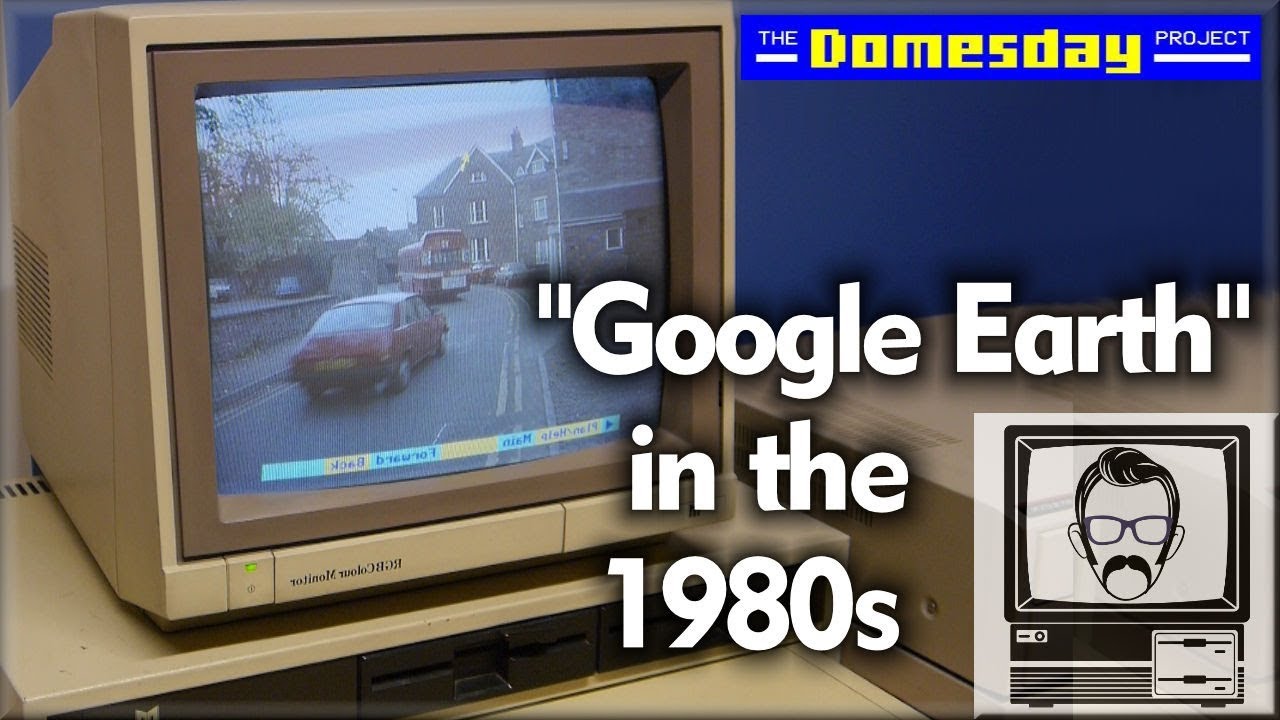 THE Domesday PROJECT
"Google Earth"
in the
1980s
Plan/Help Main Forward Back
RGB Colour Monitor